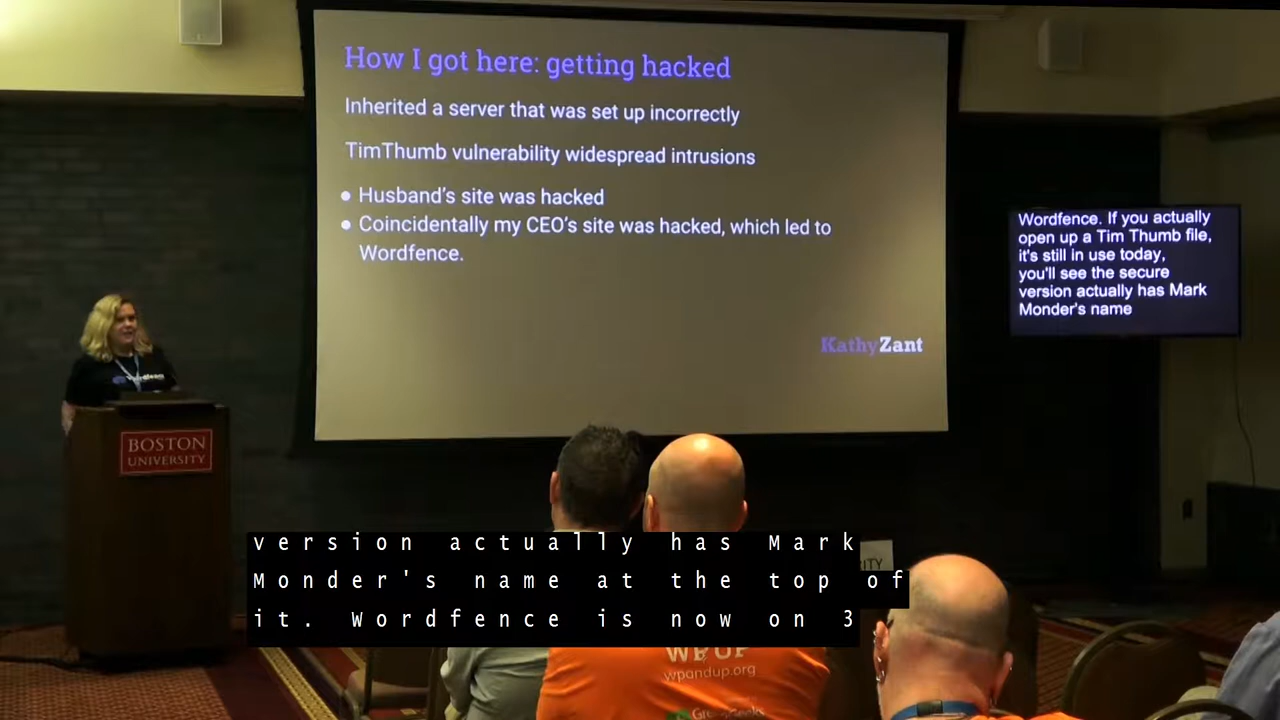 How I got here: getting hacked
Inherited a server that was set up incorrectly
TimThumb vulnerability widespread intrusions
● Husband's site was hacked
● Coincidentally my CEO's site was hacked, which led to
Wordfence.
KathyZant
Wordfence. If you actually
open up a Tim Thumb file,
it's still in use today,
you'll see the secure
version actually has Mark
Monder's name
BOSTON
UNIVERSITY
version actually has Mark
Monder's name at the top of
it. Wordfence is now on 3
WP UP
wpandup.org
GreenGeeks